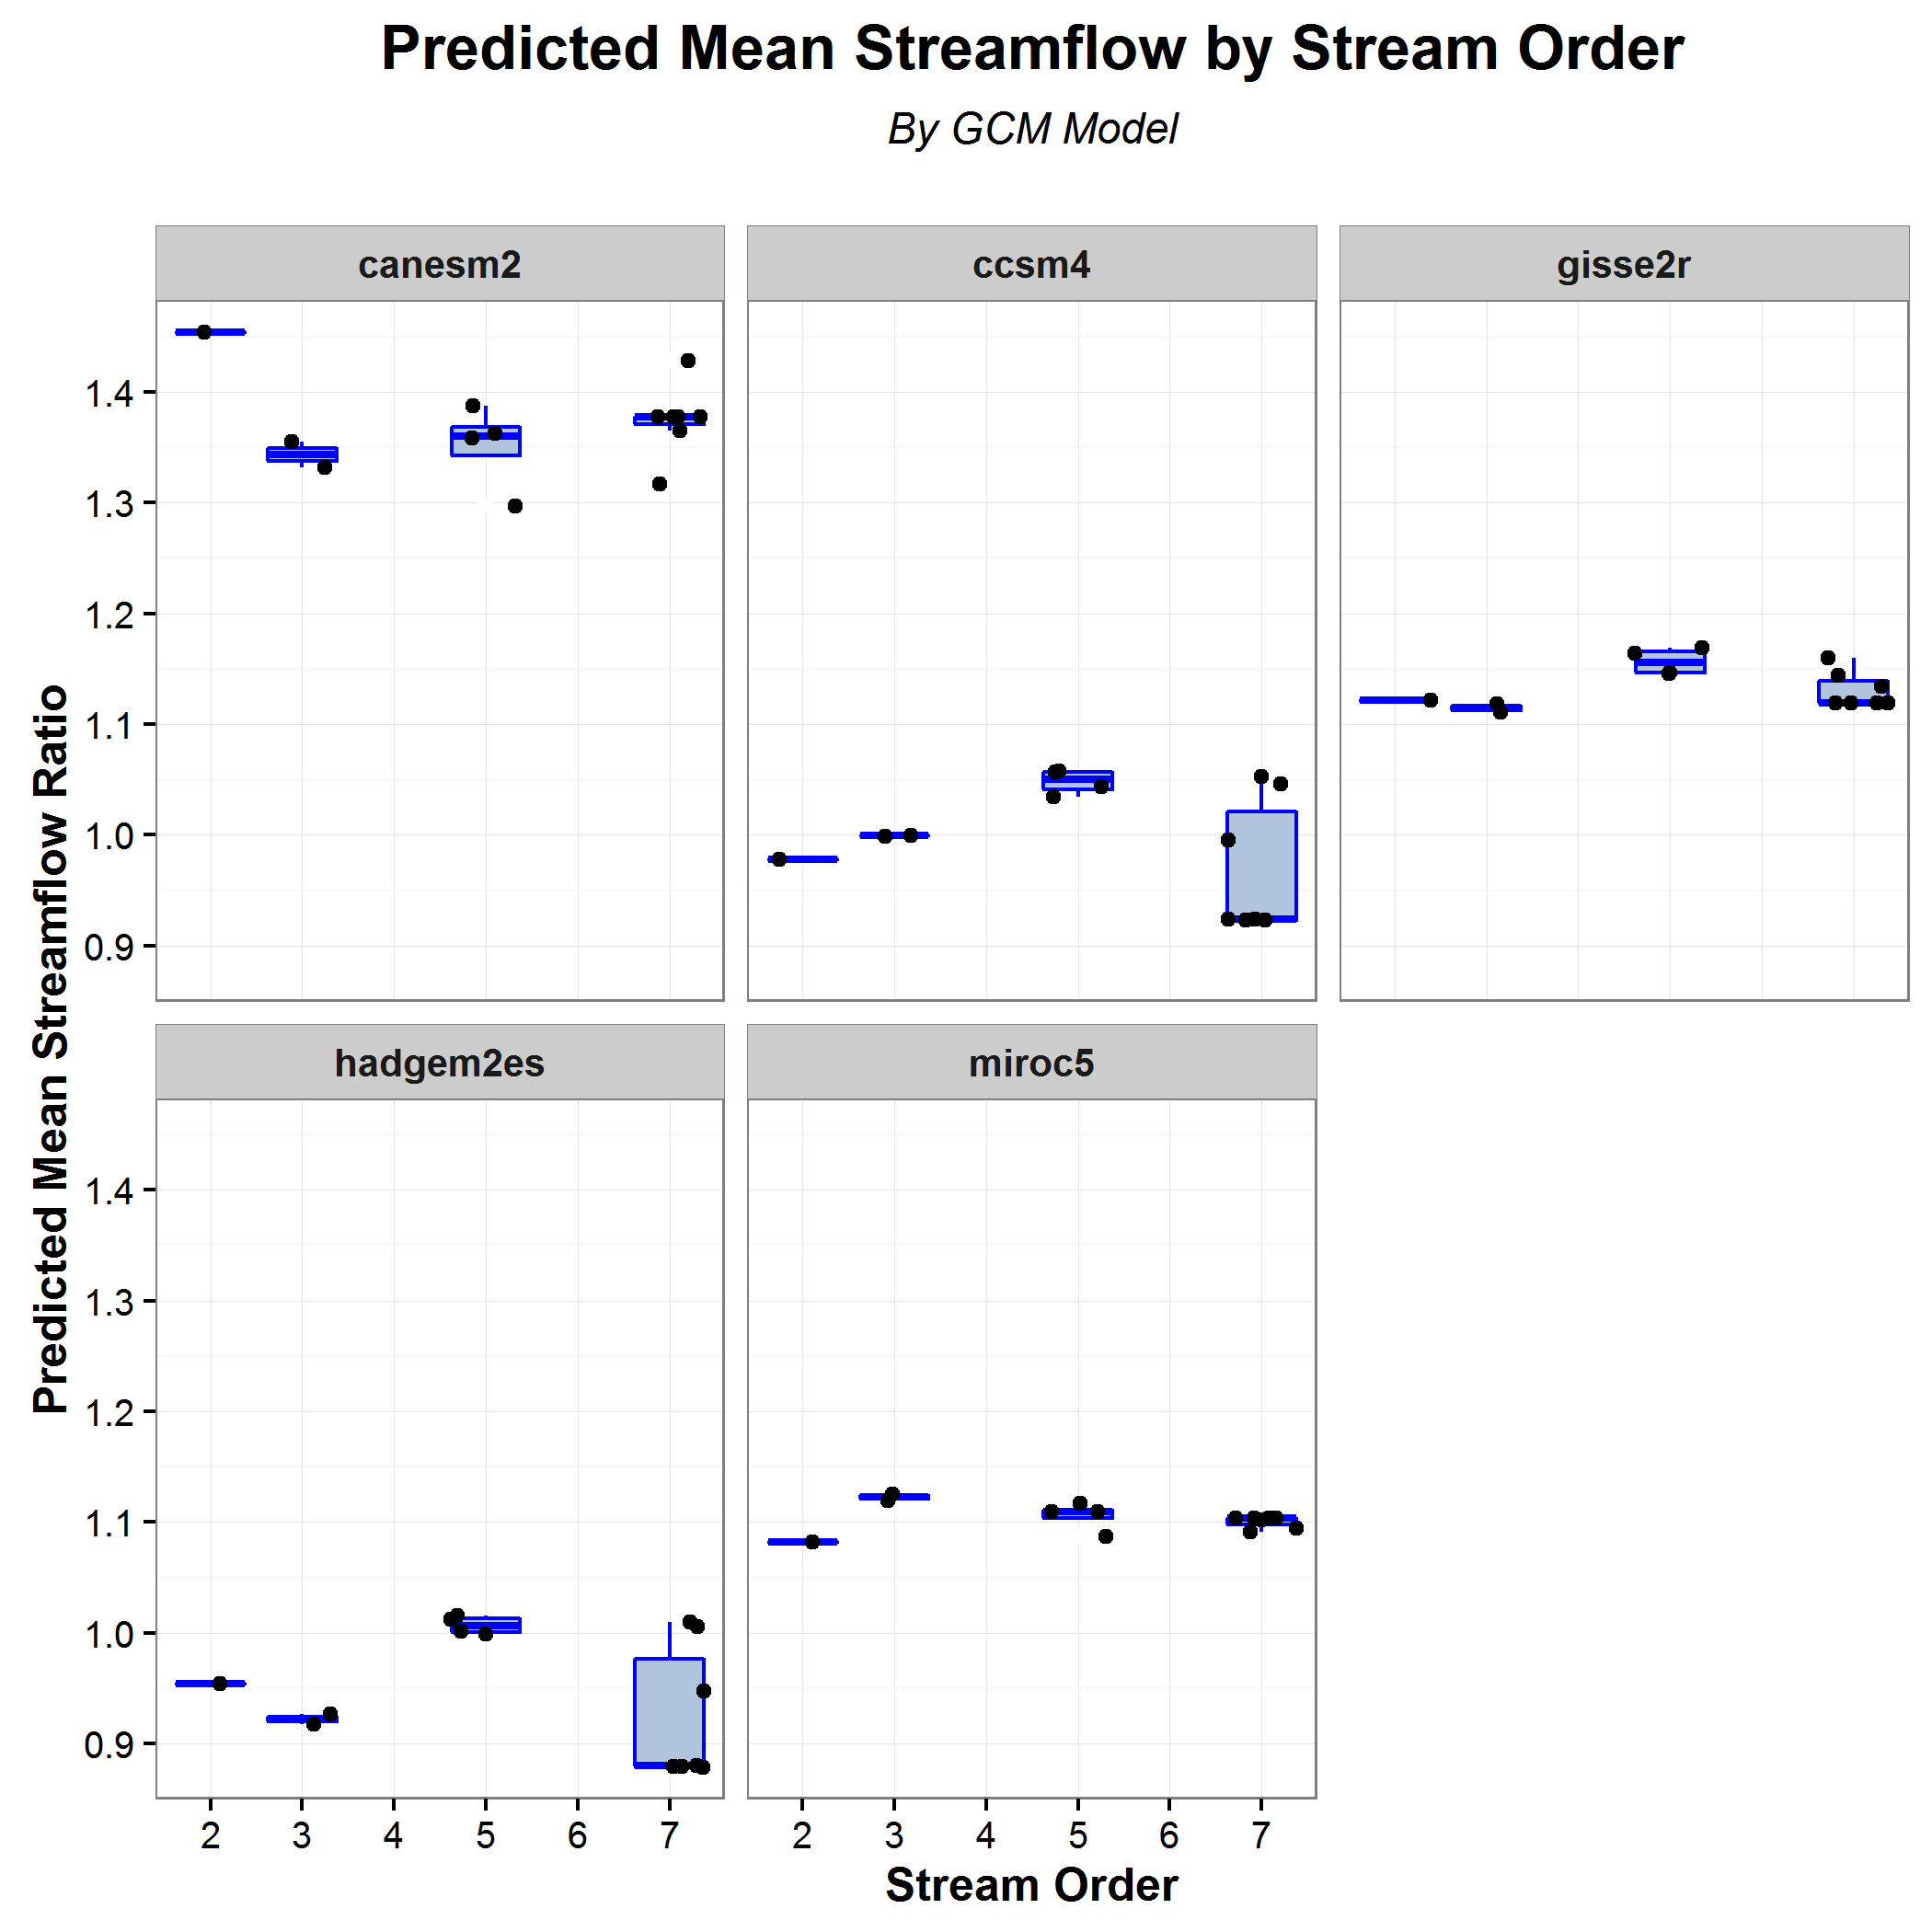 Predicted Mean Streamflow by Stream Order
By GCM Model
canesm2
ccsm4
gisse2r
1.4
1.3
1.2
1.1
1.0
0.9
Predicted Mean Streamflow Ratio
hadgem2es
miroc5
1.4
1.3
1.2
1.1
1.0
0.9
2 3 4 5 6 7
2 3 4 5 6 7
Stream Order